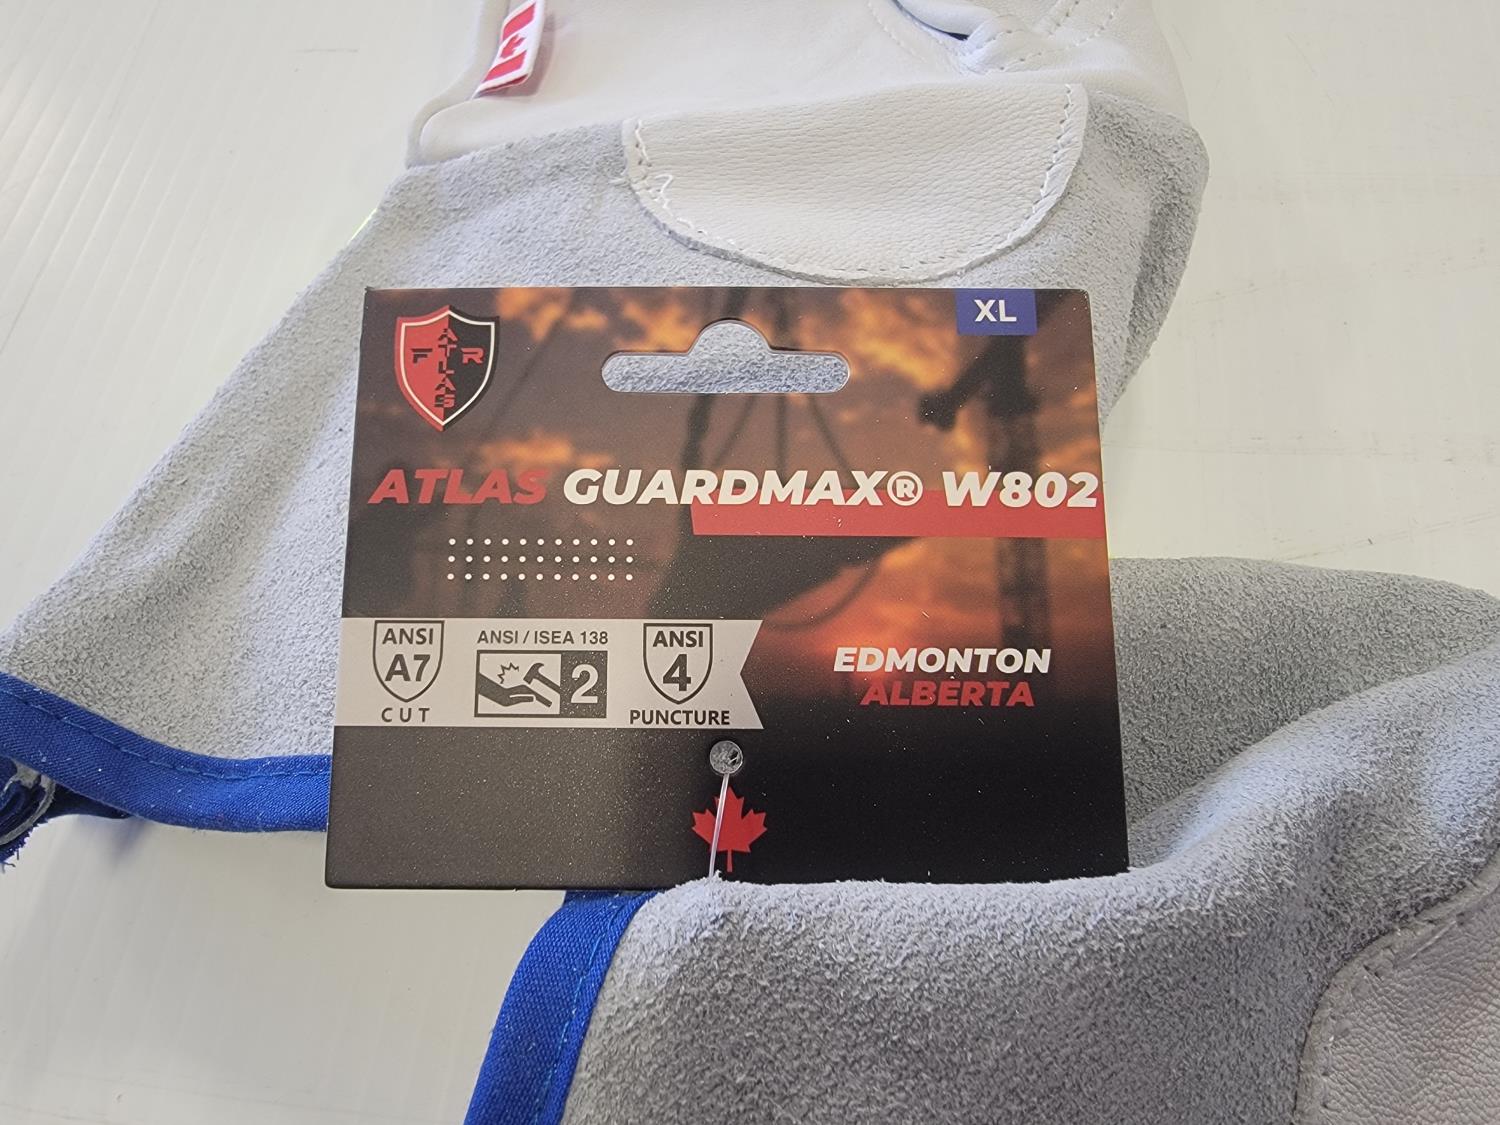 XL
F ATLAS R
ATLAS GUARDMAX® W802
ANSI
A7
CUT
ANSI / ISEA 138
2
ANSI
4
PUNCTURE
EDMONTON
ALBERTA